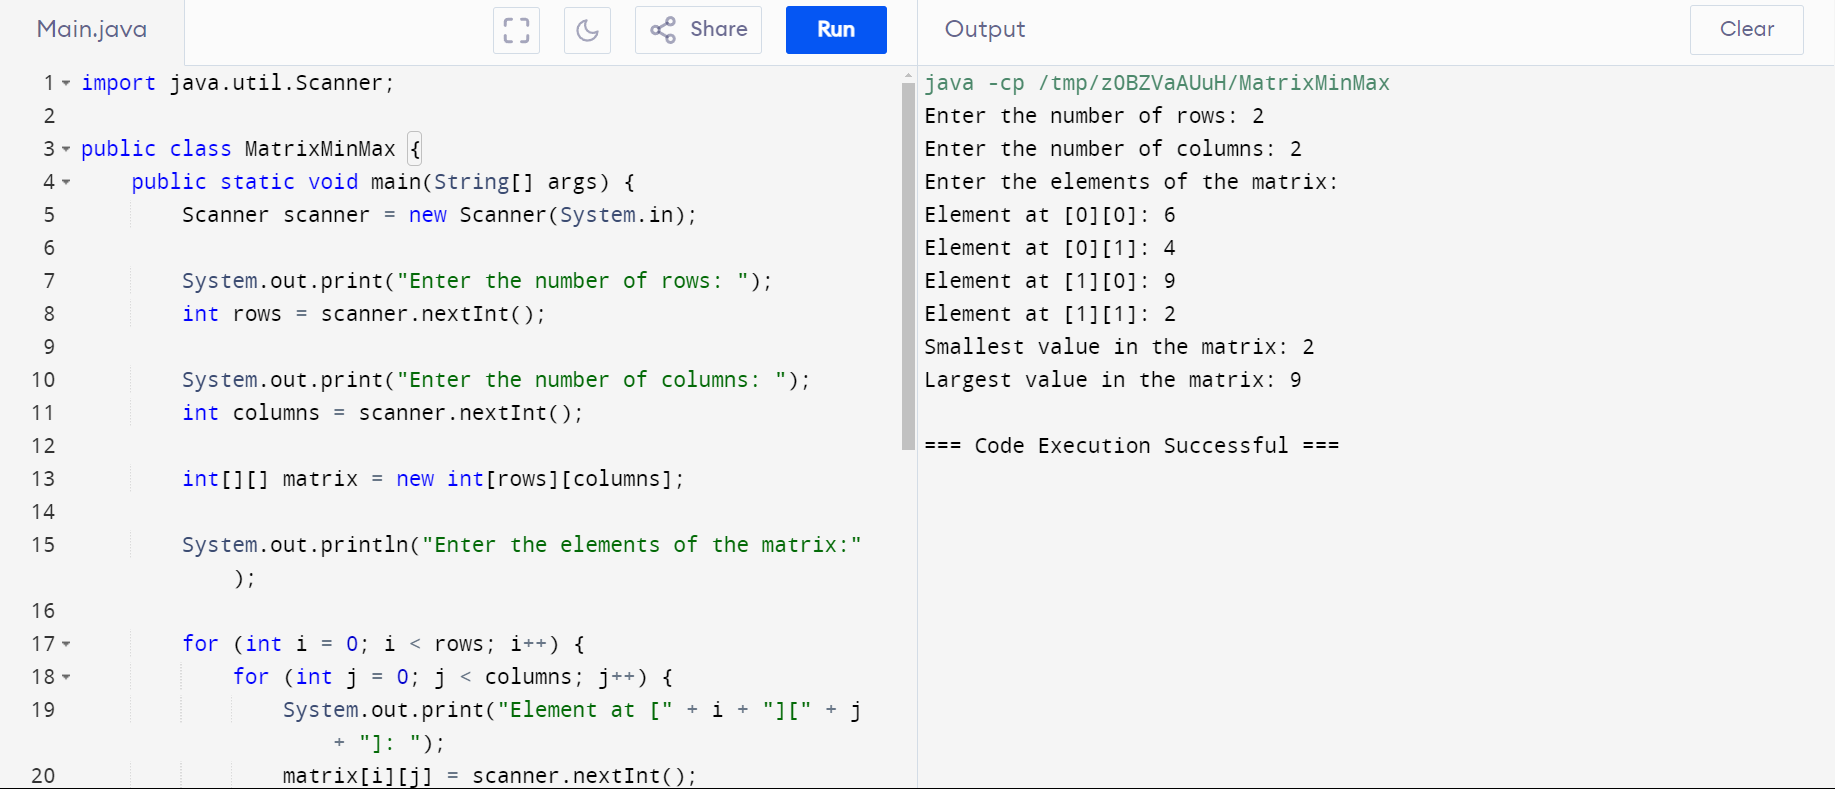 Main.java
Share
Run
Output
Clear
1 import java.util.Scanner;
2
3 public class MatrixMinMax {
4 public static void main(String[] args) {
5 Scanner scanner = new Scanner(System.in);
6
7 System.out.print("Enter the number of rows: ");
8 int rows = scanner.nextInt();
9
10 System.out.print("Enter the number of columns: ");
11 int columns = scanner.nextInt();
12
13 int[][] matrix = new int[rows][columns];
14
15 System.out.println("Enter the elements of the matrix:"
);
16
17 for (int i = 0; i < rows; i++) {
18 for (int j = 0; j < columns; j++) {
19 System.out.print("Element at [" + i + "][" + j
+ "]: ");
20 matrix[i][j] = scanner.nextInt();
java -cp /tmp/zOBZVaAUuH/MatrixMinMax
Enter the number of rows: 2
Enter the number of columns: 2
Enter the elements of the matrix:
Element at [0][0]: 6
Element at [0][1]: 4
Element at [1][0]: 9
Element at [1][1]: 2
Smallest value in the matrix: 2
Largest value in the matrix: 9
=== Code Execution Successful ===